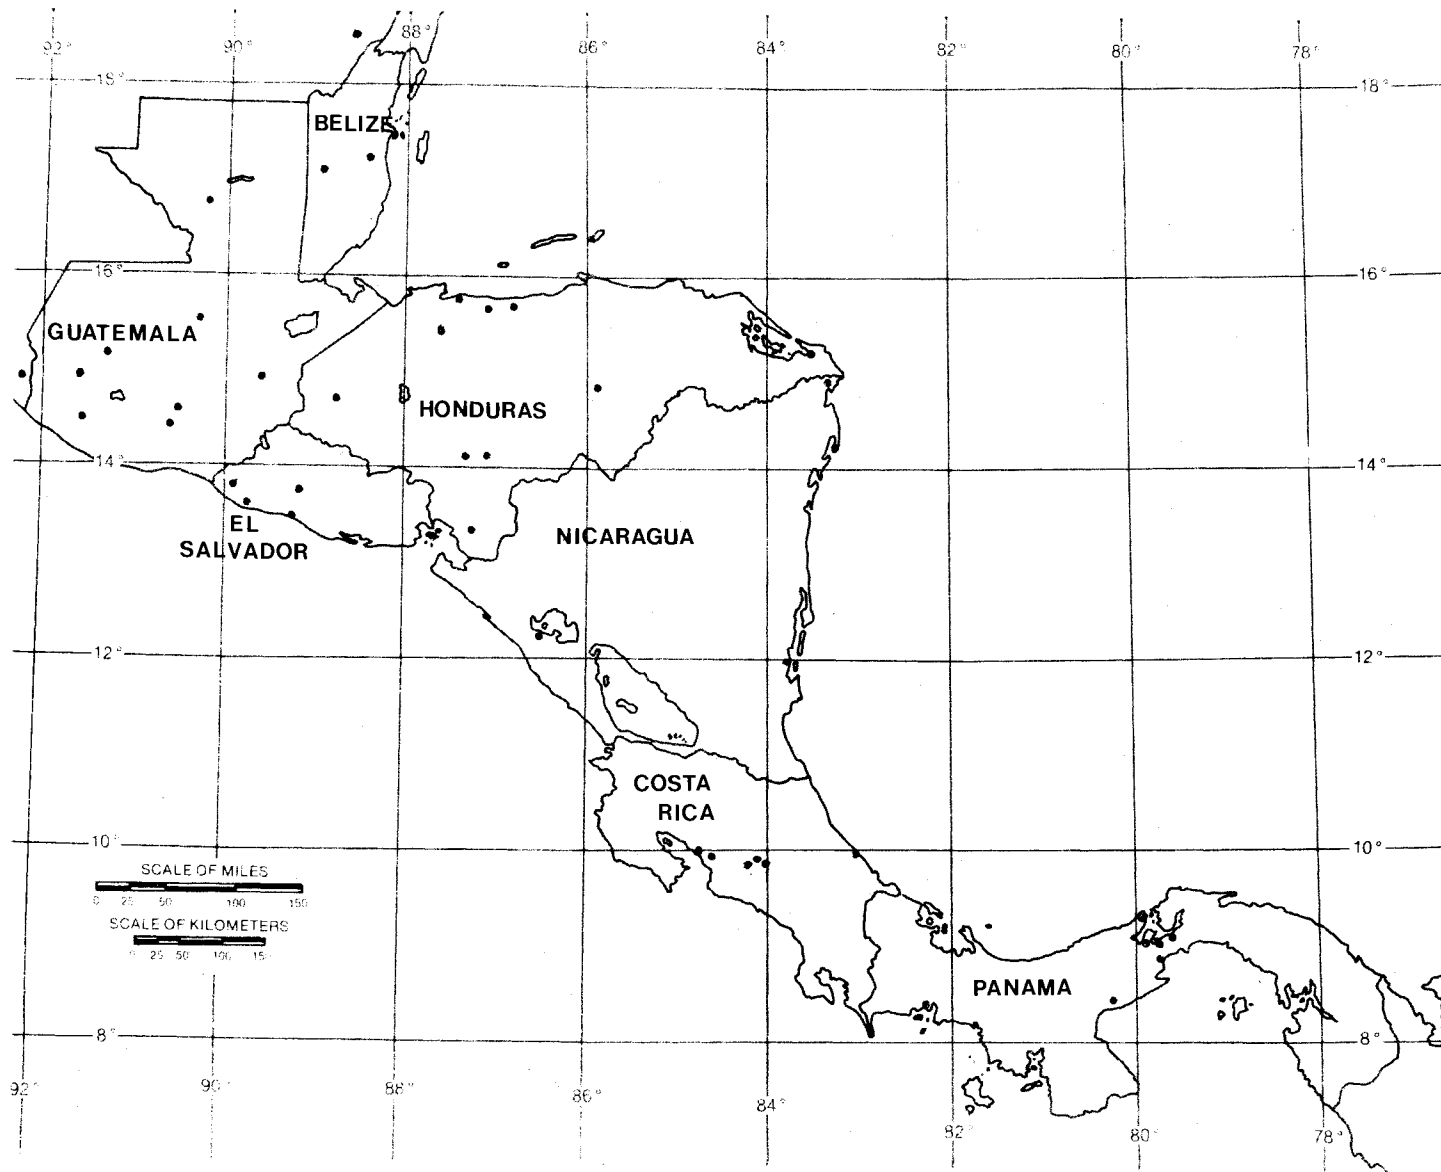 92° 90° 88° 86° 84° 82° 80° 78°
18° 18°
BELIZE
16° 16°
GUATEMALA
HONDURAS
14° 14°
EL
SALVADOR
NICARAGUA
12° 12°
COSTA
RICA
10° 10°
SCALE OF MILES
0 25 50 100 150
SCALE OF KILOMETERS
0 25 50 100 150
PANAMA
8° 8°
92° 90° 88° 86° 84° 82° 80° 78°